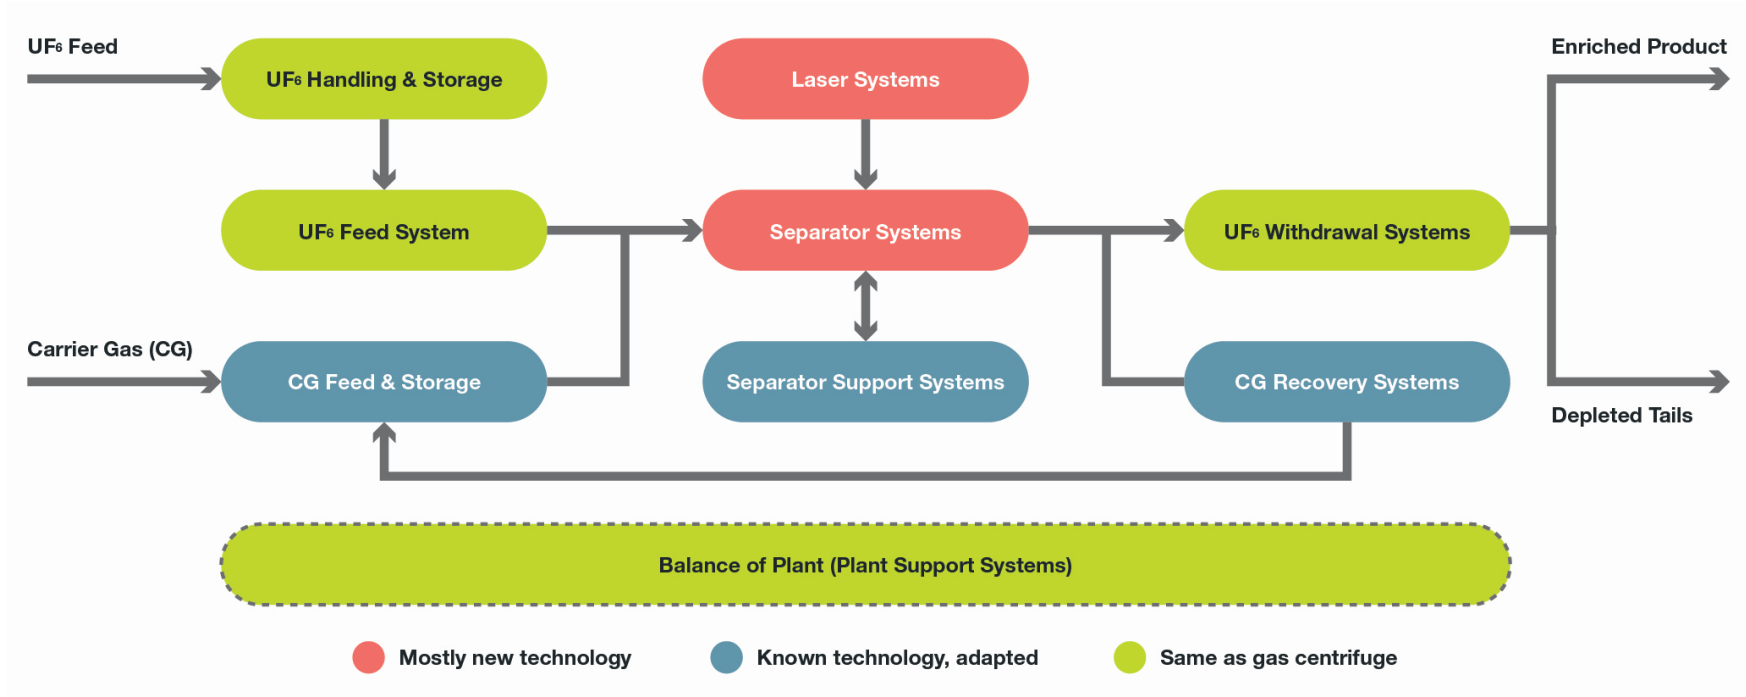 UF₆ Feed
UF₆ Handling & Storage
Laser Systems
Enriched Product
UF₆ Feed System
Separator Systems
UF₆ Withdrawal Systems
Carrier Gas (CG)
CG Feed & Storage
Separator Support Systems
CG Recovery Systems
Depleted Tails
Balance of Plant (Plant Support Systems)
Mostly new technology
Known technology, adapted
Same as gas centrifuge